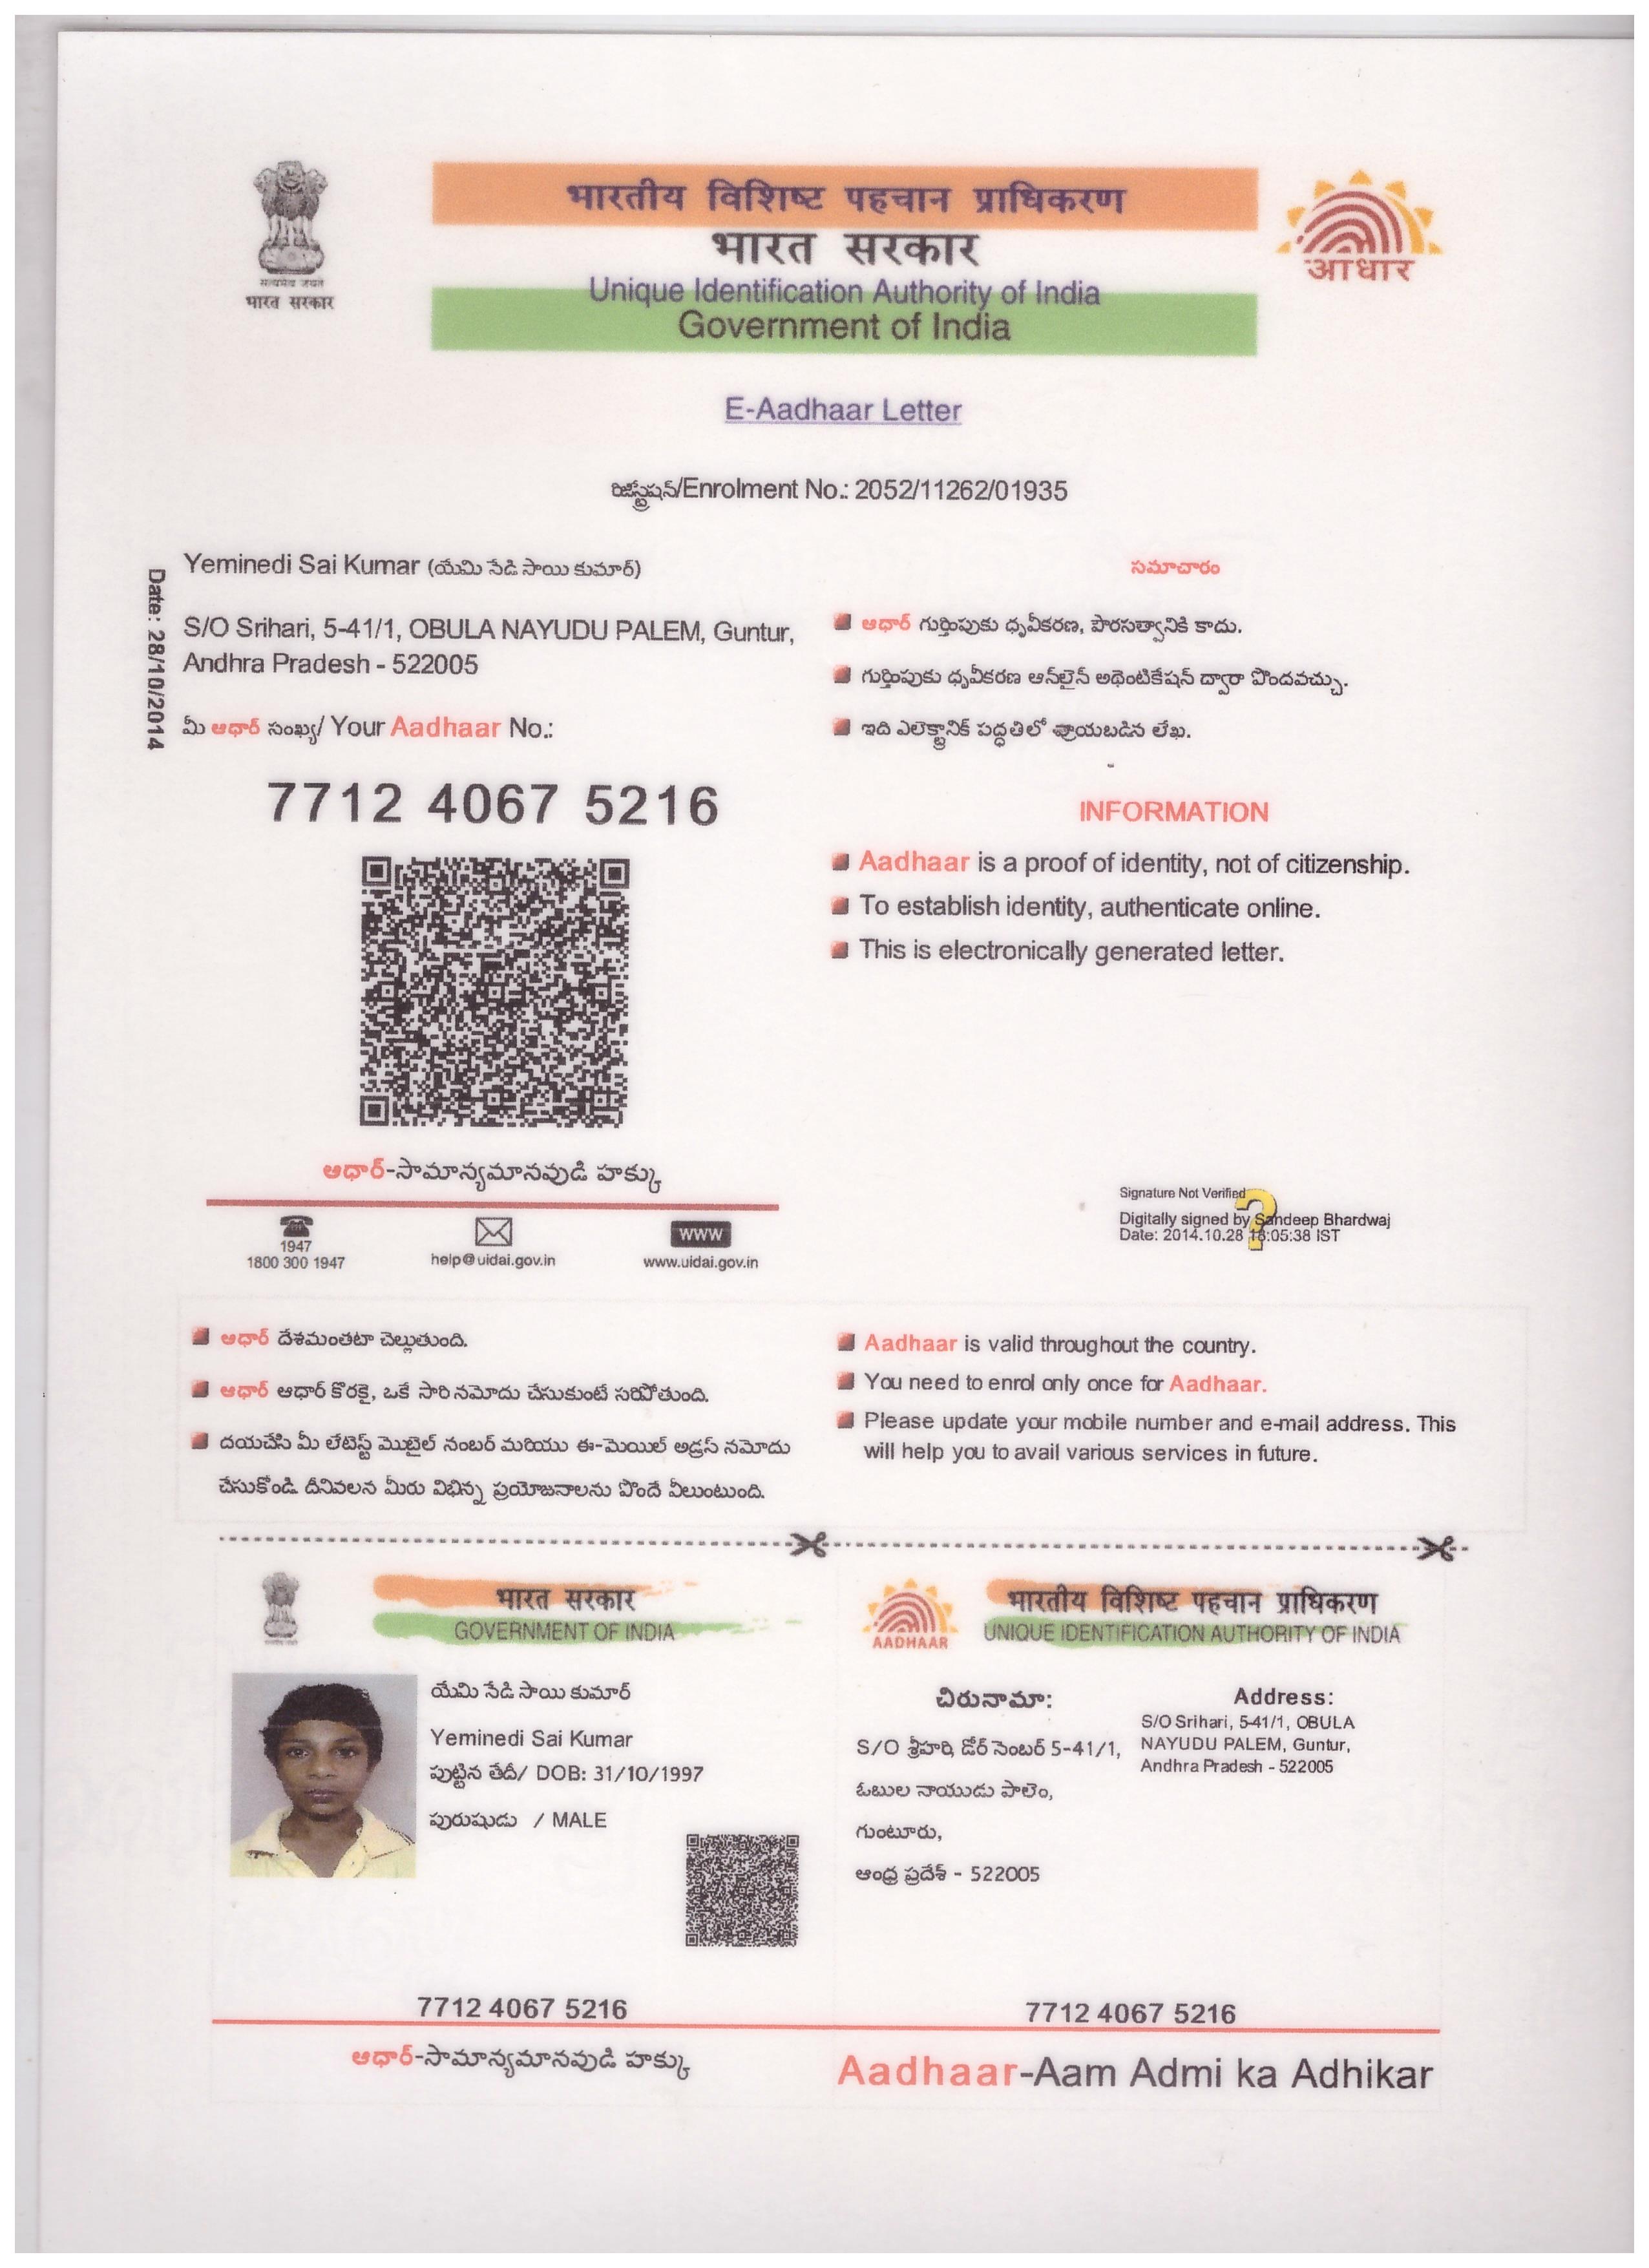 भारतीय विशिष्ट पहचान प्राधिकरण
भारत सरकार
Unique Identification Authority of India
Government of India
सत्यमेव जयते
भारत सरकार
आधार
E-Aadhaar Letter
రిజిస్ట్రేషన్/Enrolment No.: 2052/11262/01935
Date: 28/10/2014
Yeminedi Sai Kumar (యేమి నేడి సాయి కుమార్)
S/O Srihari, 5-41/1, OBULA NAYUDU PALEM, Guntur,
Andhra Pradesh - 522005
మీ ఆధార్ సంఖ్య/ Your Aadhaar No.:
7712 4067 5216
ఆధార్-సామాన్యమానవుడి హక్కు
1947
1800 300 1947
help@uidai.gov.in
WWW
www.uidai.gov.in
సమాచారం
ఆధార్ గుర్తింపుకు ధృవీకరణ, పౌరసత్వానికి కాదు.
గుర్తింపుకు ధృవీకరణ ఆన్‌లైన్ అథెంటికేషన్ ద్వారా పొందవచ్చు.
ఇది ఎలెక్ట్రానిక్ పద్ధతిలో వ్రాయబడిన లేఖ.
INFORMATION
Aadhaar is a proof of identity, not of citizenship.
To establish identity, authenticate online.
This is electronically generated letter.
Signature Not Verified
Digitally signed by Sandeep Bhardwaj
Date: 2014.10.28 16:05:38 IST
ఆధార్ దేశమంతటా చెల్లుతుంది.
ఆధార్ ఆధార్ కొరకై, ఒకే సారి నమోదు చేసుకుంటే సరిపోతుంది.
దయచేసి మీ లేటెస్ట్ మొబైల్ నంబర్ మరియు ఈ-మెయిల్ అడ్రస్ నమోదు
చేసుకోండి దీనివలన మీరు విభిన్న ప్రయోజనాలను పొందే వీలుంటుంది.
Aadhaar is valid throughout the country.
You need to enrol only once for Aadhaar.
Please update your mobile number and e-mail address. This
will help you to avail various services in future.
भारत सरकार
GOVERNMENT OF INDIA
యేమి నేడి సాయి కుమార్
Yeminedi Sai Kumar
పుట్టిన తేదీ/ DOB: 31/10/1997
పురుషుడు / MALE
7712 4067 5216
ఆధార్-సామాన్యమానవుడి హక్కు
AADHAAR
भारतीय विशिष्ट पहचान प्राधिकरण
UNIQUE IDENTIFICATION AUTHORITY OF INDIA
చిరునామా:
S/O శ్రీహరి, డోర్ నెంబర్ 5-41/1,
ఓబుల నాయుడు పాలెం,
గుంటూరు,
ఆంధ్ర ప్రదేశ్ - 522005
Address:
S/O Srihari, 5-41/1, OBULA
NAYUDU PALEM, Guntur,
Andhra Pradesh - 522005
7712 4067 5216
Aadhaar-Aam Admi ka Adhikar